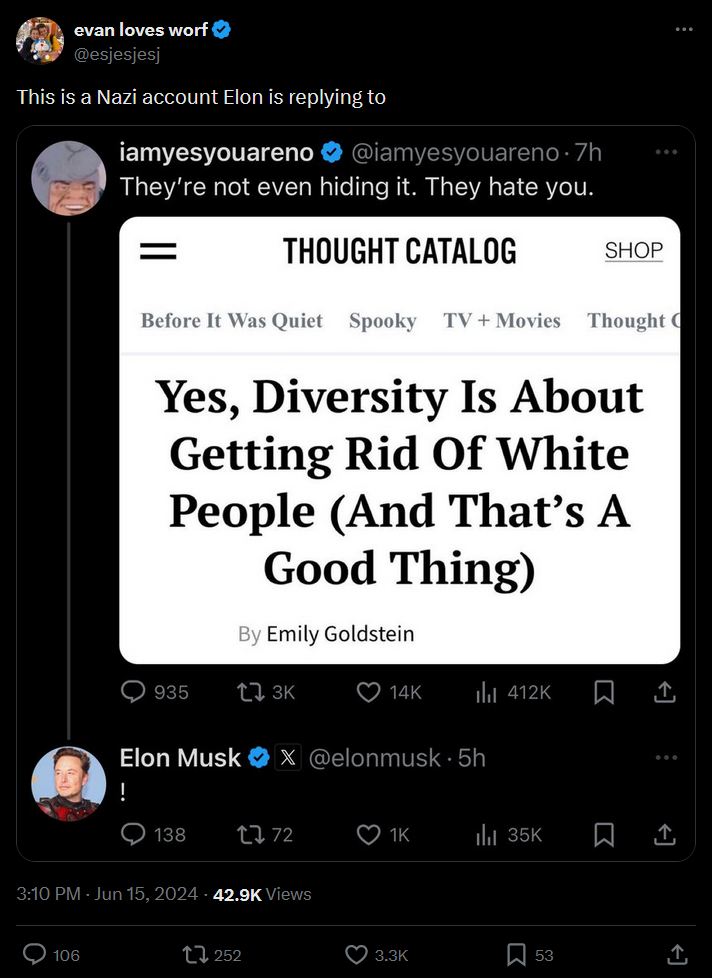 evan loves worf
@esjesjesj
This is a Nazi account Elon is replying to
iamyesyouareno @iamyesyouareno · 7h
They're not even hiding it. They hate you.
THOUGHT CATALOG SHOP
Before It Was Quiet Spooky TV + Movies Thought
Yes, Diversity Is About
Getting Rid Of White
People (And That's A
Good Thing)
By Emily Goldstein
935 3K 14K 412K
Elon Musk X @elonmusk · 5h
!
138 72 1K 35K
3:10 PM · Jun 15, 2024 · 42.9K Views
106 252 3.3K 53